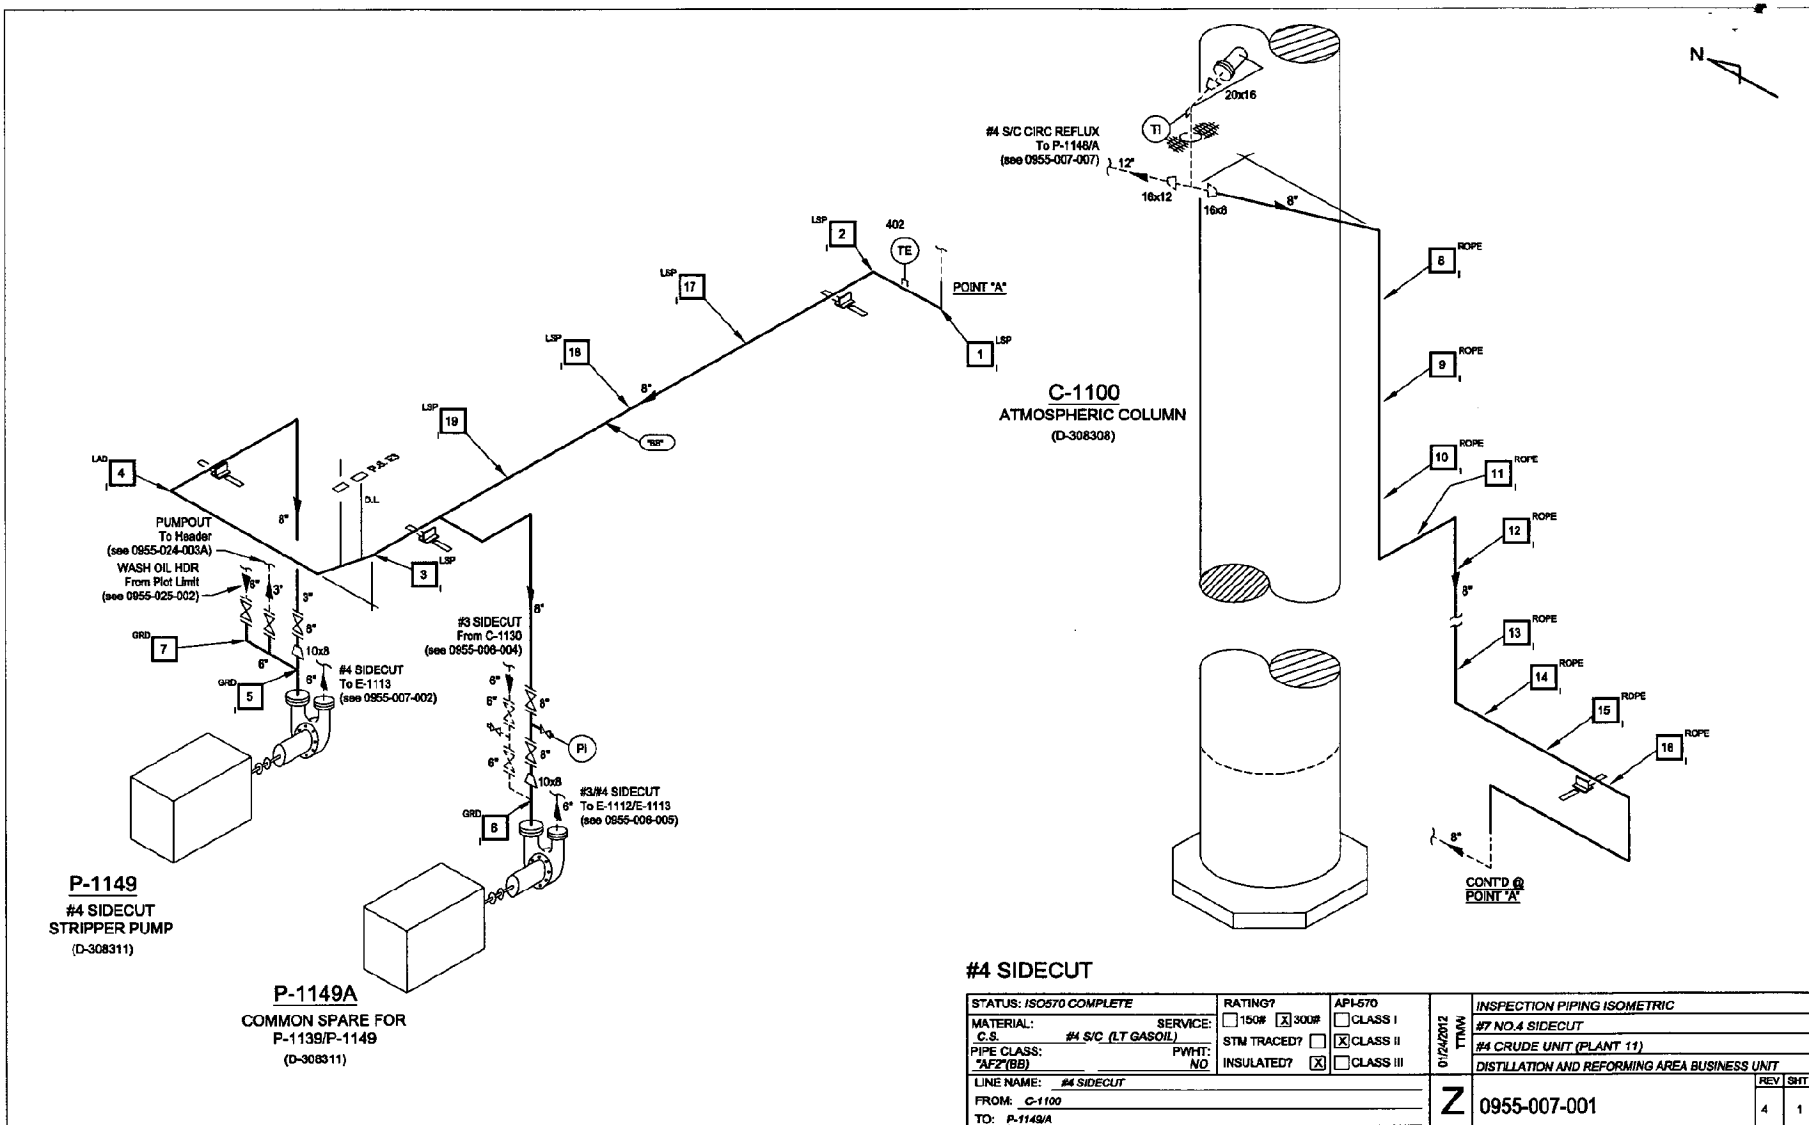 N
20x16
TI
#4 S/C CIRC REFLUX
To P-1148/A
(see 0955-007-007)
12"
16x12
16x8
8"
LSP
2
402
TE
POINT "A"
LSP
17
1
LSP
LSP
18
8"
"BB"
LSP
19
C-1100
ATMOSPHERIC COLUMN
(D-308308)
8
ROPE
9
ROPE
10
ROPE
11
ROPE
12
ROPE
8"
13
ROPE
14
ROPE
15
ROPE
16
ROPE
8"
CONT'D @
POINT "A"
LAD
4
8"
D.L.
3
LSP
PUMPOUT
To Header
(see 0955-024-003A)
WASH OIL HDR
From Plot Limit
(see 0955-025-002)
6"
3"
3"
8"
10x8
GRD
7
6"
GRD
5
6"
#4 SIDECUT
To E-1113
(see 0955-007-002)
#3 SIDECUT
From C-1130
(see 0955-006-004)
8"
6"
6"
8"
PI
6"
8"
10x8
GRD
6
6"
#3/#4 SIDECUT
To E-1112/E-1113
(see 0955-006-005)
P-1149
#4 SIDECUT
STRIPPER PUMP
(D-308311)
P-1149A
COMMON SPARE FOR
P-1139/P-1149
(D-308311)
#4 SIDECUT
STATUS: ISO570 COMPLETE
MATERIAL: SERVICE:
C.S. #4 S/C (LT GASOIL)
PIPE CLASS: PWHT:
"AF2"(BB) NO
LINE NAME: #4 SIDECUT
FROM: C-1100
TO: P-1149/A
RATING?
150# X 300#
STM TRACED?
INSULATED? X
API-570
CLASS I
X CLASS II
CLASS III
01/24/2012
TTMW
INSPECTION PIPING ISOMETRIC
#7 NO.4 SIDECUT
#4 CRUDE UNIT (PLANT 11)
DISTILLATION AND REFORMING AREA BUSINESS UNIT
Z
0955-007-001
REV
4
SHT
1